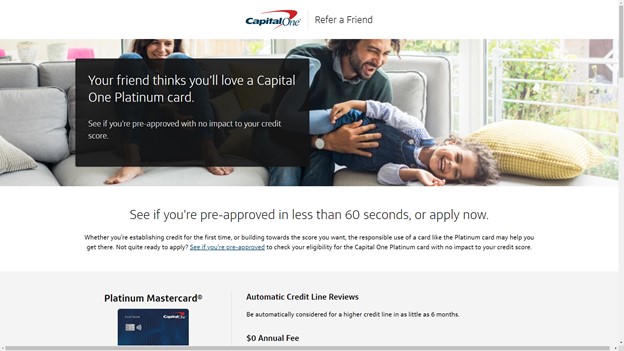 CapitalOne Refer a Friend
Your friend thinks you'll love a Capital
One Platinum card.
See if you're pre-approved with no impact to your credit
score.
See if you're pre-approved in less than 60 seconds, or apply now.
Whether you're establishing credit for the first time, or building towards the score you want, the responsible use of a card like the Platinum card may help you
get there. Not quite ready to apply? See if you're pre-approved to check your eligibility for the Capital One Platinum card with no impact to your credit score.
Platinum Mastercard®
CapitalOne
Automatic Credit Line Reviews
Be automatically considered for a higher credit line in as little as 6 months.
$0 Annual Fee